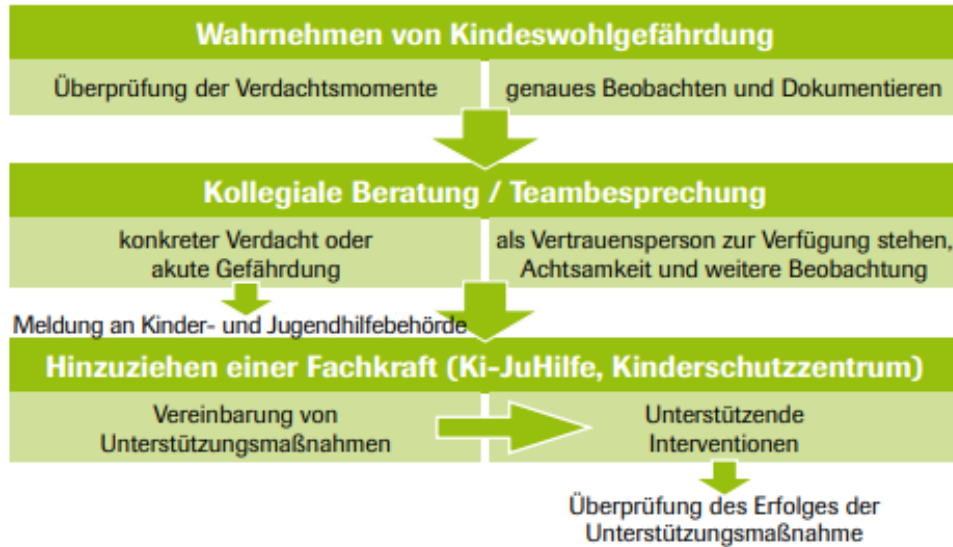 Wahrnehmen von Kindeswohlgefährdung
Überprüfung der Verdachtsmomente
genaues Beobachten und Dokumentieren
Kollegiale Beratung / Teambesprechung
konkreter Verdacht oder
akute Gefährdung
als Vertrauensperson zur Verfügung stehen,
Achtsamkeit und weitere Beobachtung
Meldung an Kinder- und Jugendhilfebehörde
Hinzuziehen einer Fachkraft (Ki-JuHilfe, Kinderschutzzentrum)
Vereinbarung von
Unterstützungsmaßnahmen
Unterstützende
Interventionen
Überprüfung des Erfolges der
Unterstützungsmaßnahme